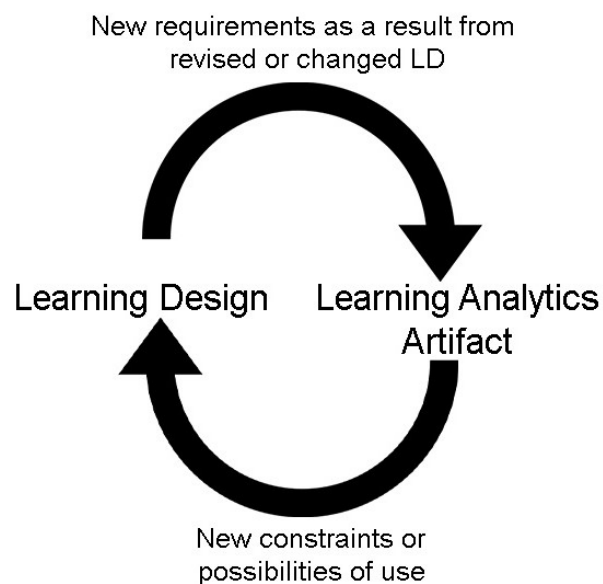 New requirements as a result from
revised or changed LD
Learning Design
Learning Analytics
Artifact
New constraints or
possibilities of use